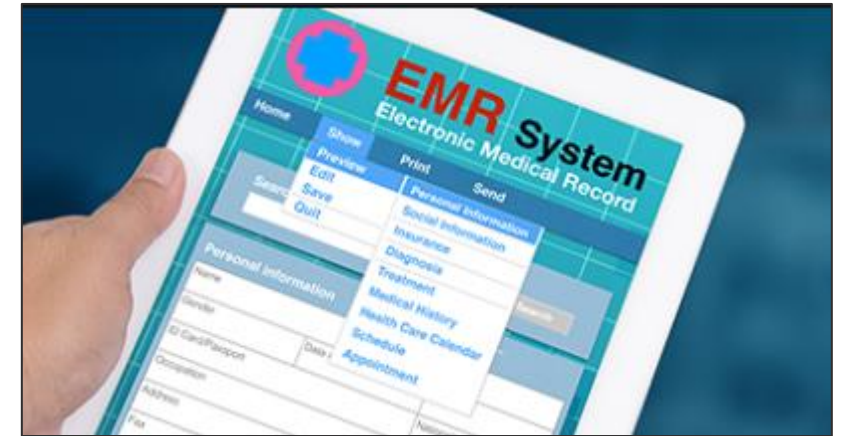 EMR System
Electronic Medical Record
Home
Show
Print
Send
Preview
Edit
Save
Quit
Personal Information
Social Information
Insurance
Diagnosis
Treatment
Medical History
Health Care Calendar
Schedule
Appointment
Search
Personal Information
Name
Gender
ID Card/Passport
Occupation
Address
Fax